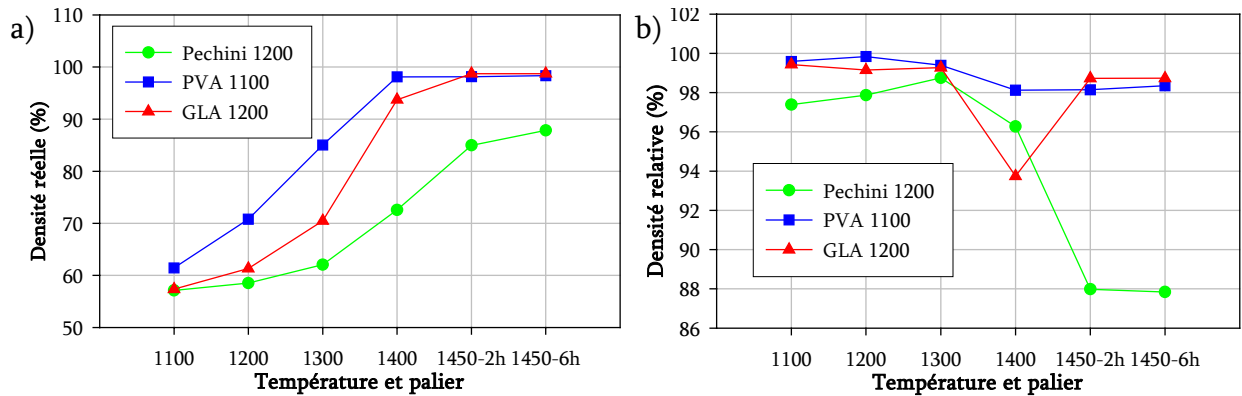 a)
Densité réelle (%)
110
100
90
80
70
60
50
Pechini 1200
PVA 1100
GLA 1200
1100 1200 1300 1400 1450-2h 1450-6h
Température et palier
b)
Densité relative (%)
102
100
98
96
94
92
90
88
86
Pechini 1200
PVA 1100
GLA 1200
1100 1200 1300 1400 1450-2h 1450-6h
Température et palier